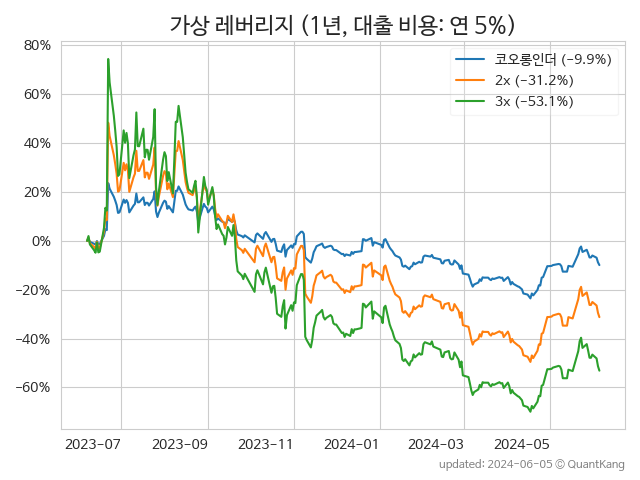 가상 레버리지 (1년, 대출 비용: 연 5%)
코오롱인더 (−9.9%)
2x (−31.2%)
3x (−53.1%)
80%
60%
40%
20%
0%
−20%
−40%
−60%
2023-07
2023-09
2023-11
2024-01
2024-03
2024-05
updated: 2024-06-05 © QuantKang